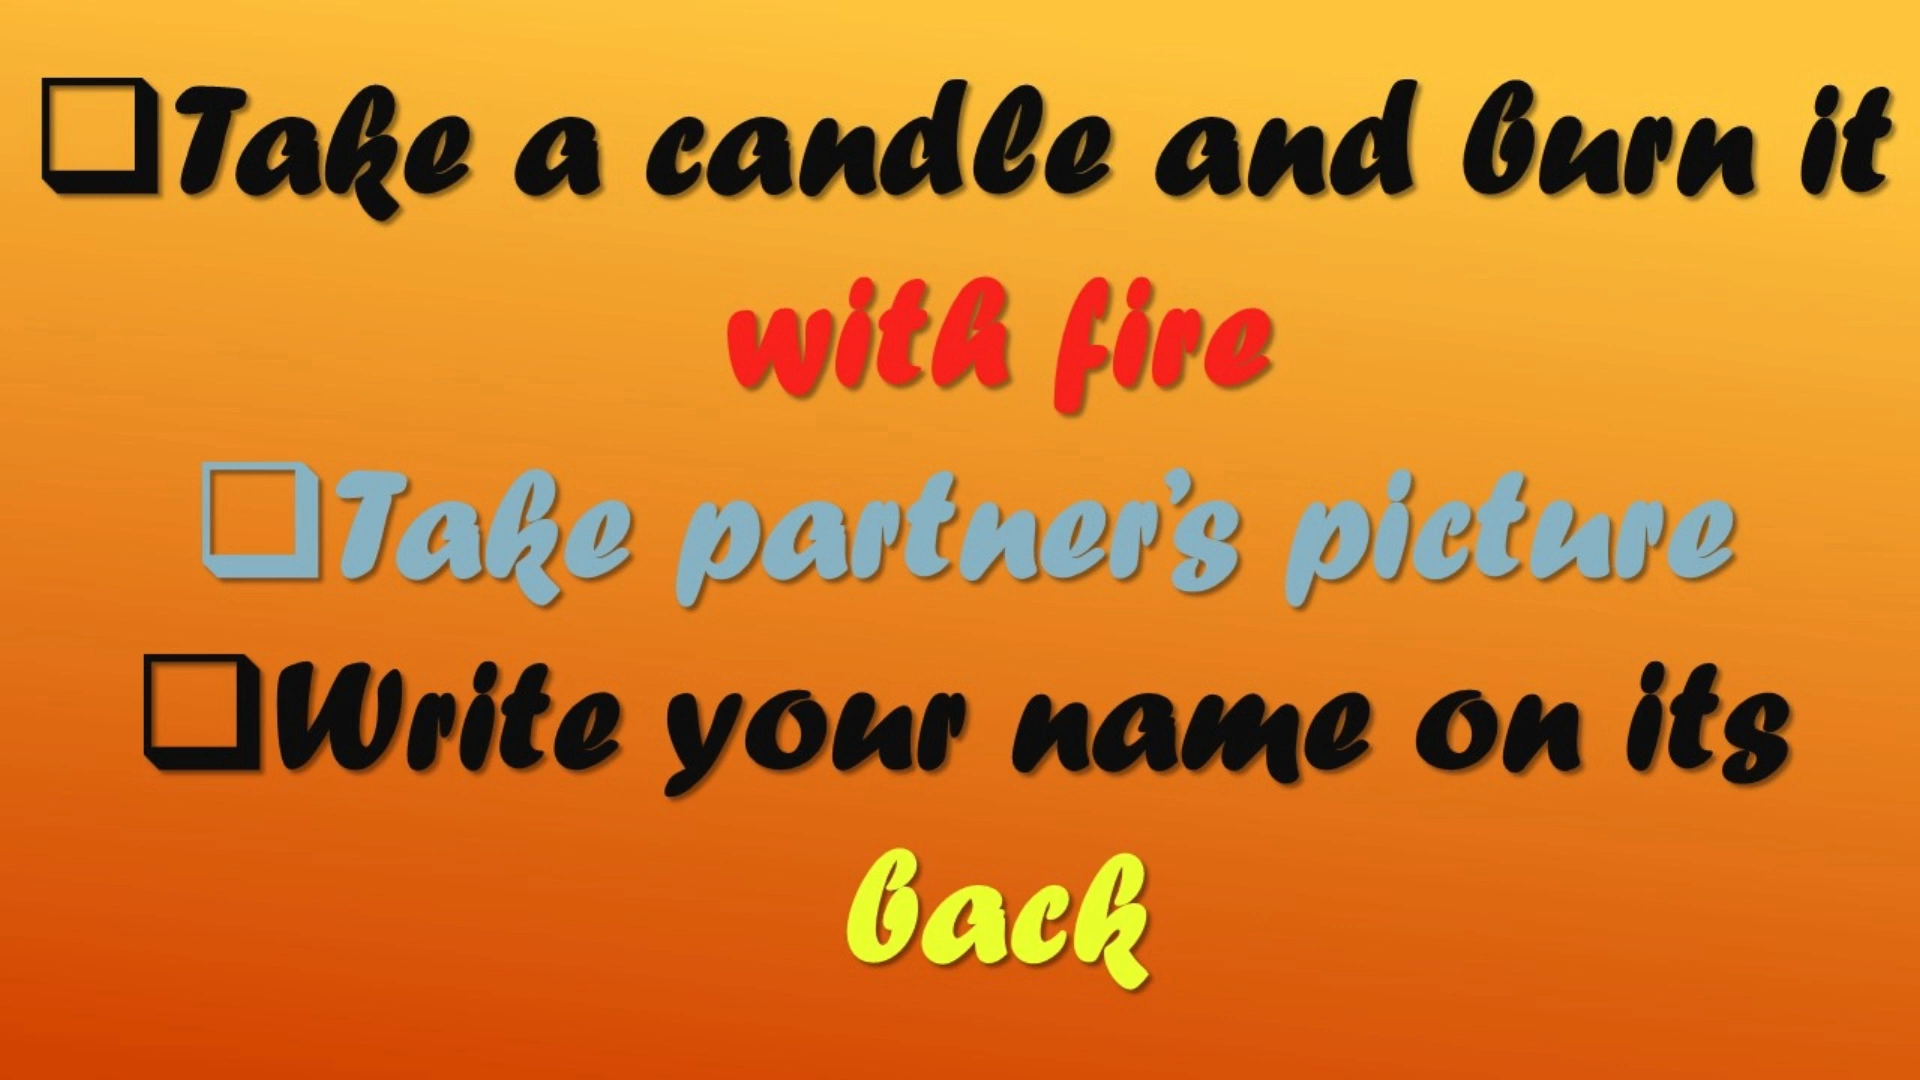 ❑Take a candle and burn it
with fire
❑Take partner's picture
❑Write your name on its
back